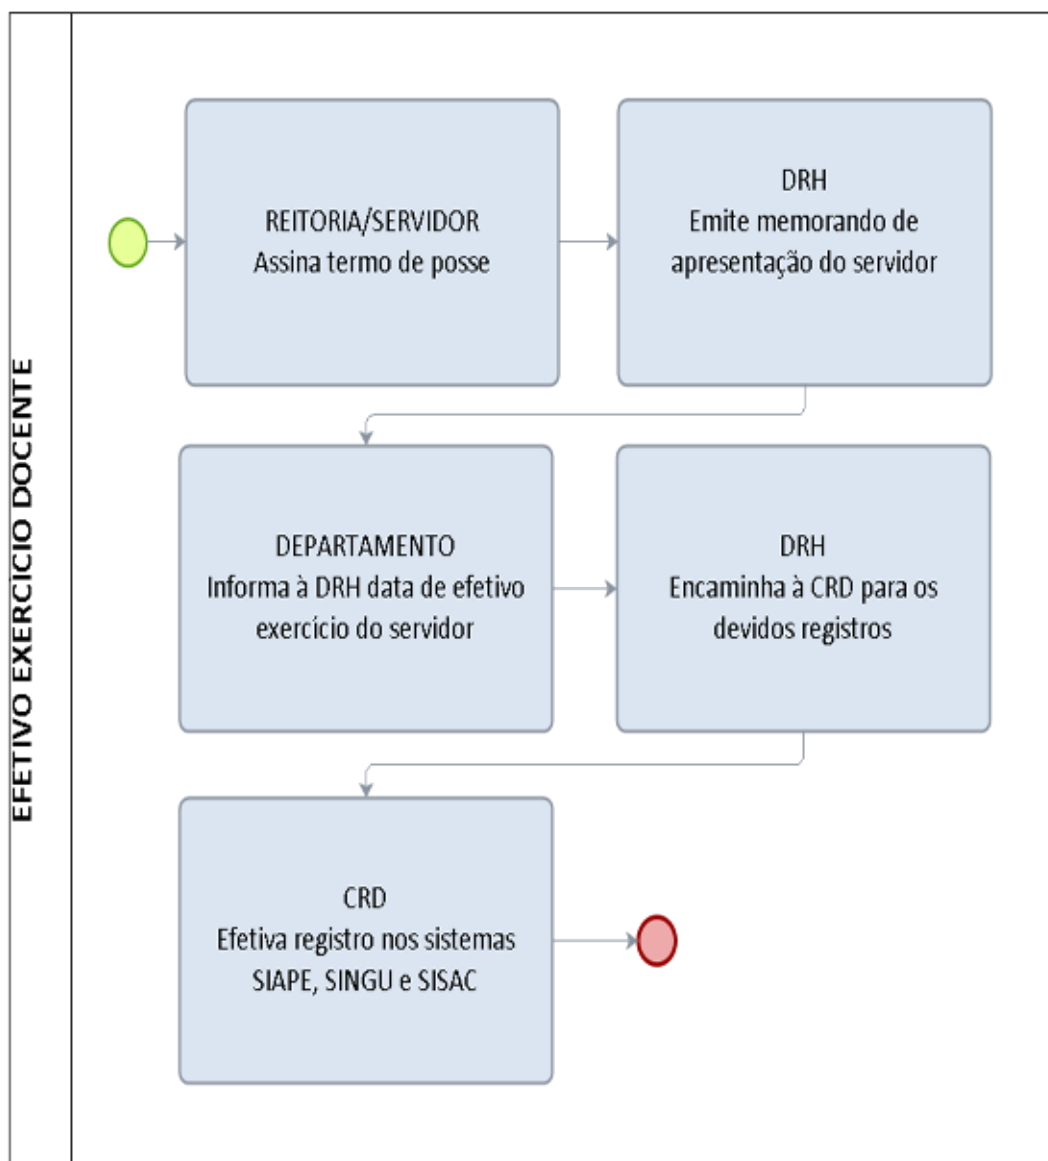 EFETIVO EXERCÍCIO DOCENTE
REITORIA/SERVIDOR
Assina termo de posse
DRH
Emite memorando de
apresentação do servidor
DEPARTAMENTO
Informa à DRH data de efetivo
exercício do servidor
DRH
Encaminha à CRD para os
devidos registros
CRD
Efetiva registro nos sistemas
SIAPE, SINGU e SISAC